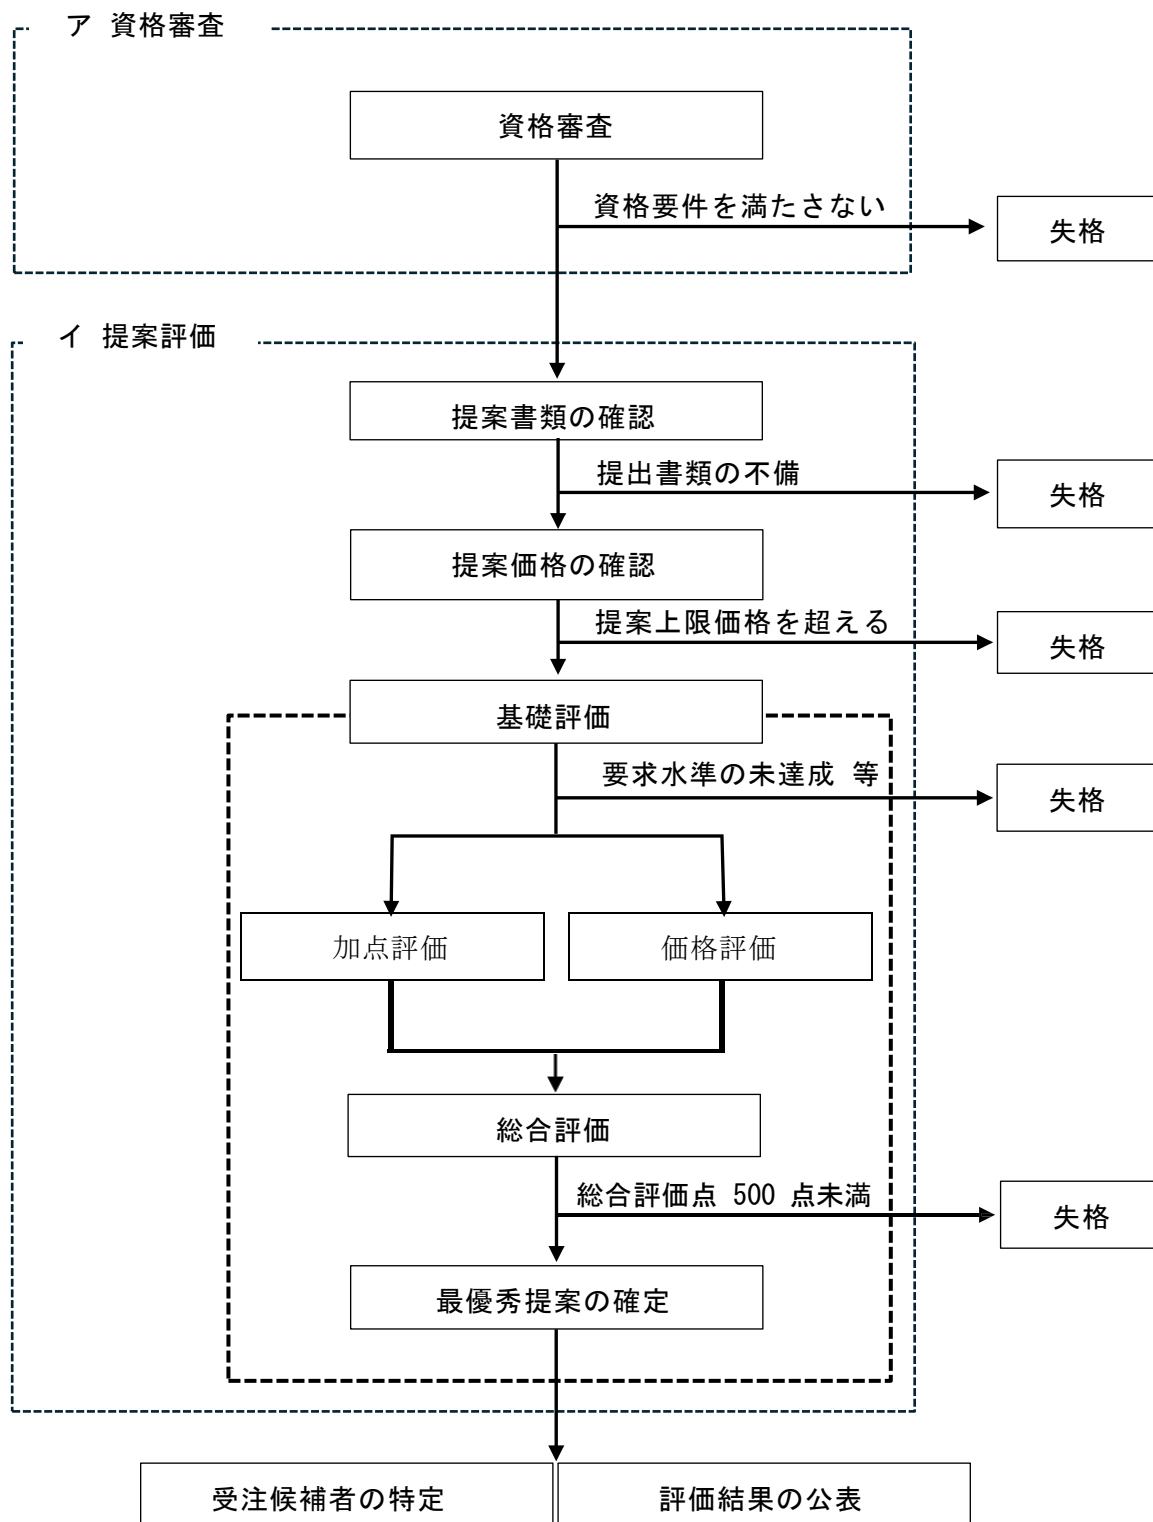 ア 資格審査
資格審査
資格要件を満たさない
失格
イ 提案評価
提案書類の確認
提出書類の不備
失格
提案価格の確認
提案上限価格を超える
失格
基礎評価
要求水準の未達成 等
失格
加点評価
価格評価
総合評価
総合評価点 500 点未満
失格
最優秀提案の確定
受注候補者の特定
評価結果の公表